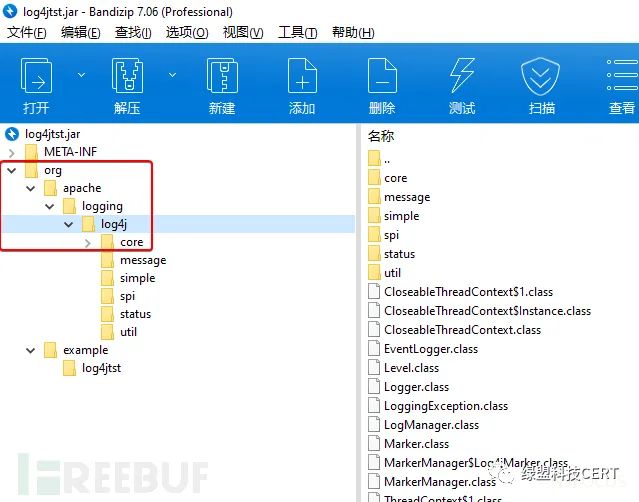 log4jtst.jar - Bandizip 7.06 (Professional)
文件(F) 编辑(E) 查找(I) 选项(O) 视图(V) 工具(T) 帮助(H)
打开 解压 新建 添加 删除 测试 扫描 查看
log4jtst.jar
META-INF
org
apache
logging
log4j
core
message
simple
spi
status
util
example
log4jtst
名称
..
core
message
simple
spi
status
util
CloseableThreadContext$1.class
CloseableThreadContext$Instance.class
CloseableThreadContext.class
EventLogger.class
Level.class
Logger.class
LoggingException.class
LogManager.class
Marker.class
MarkerManager$Log4jMarker.class
MarkerManager.class
ThreadContext$1.class
绿盟科技CERT
FREEBUF